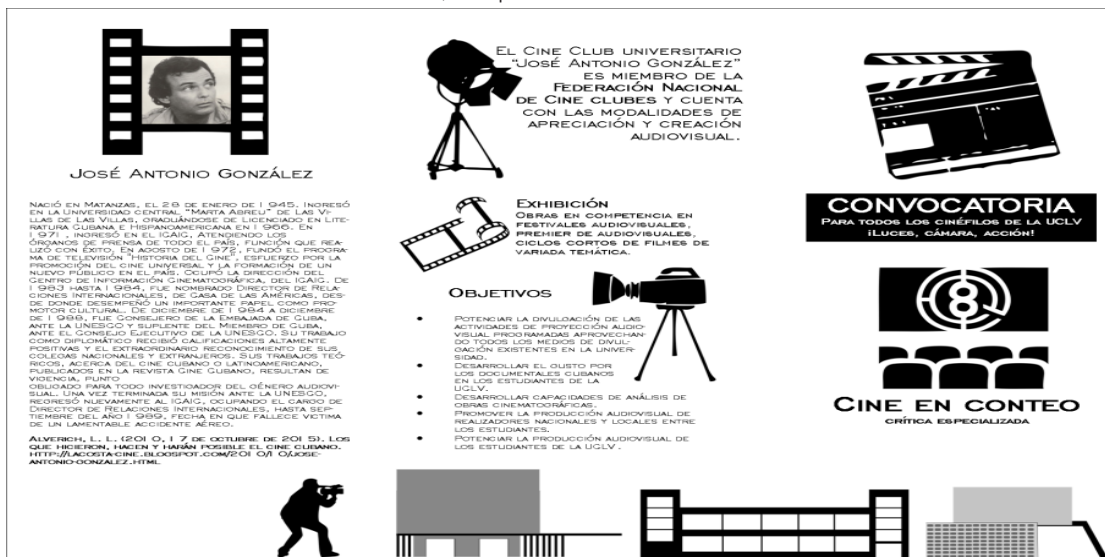 JOSÉ ANTONIO GONZÁLEZ
NACIÓ EN MATANZAS, EL 28 DE ENERO DE 1945. INGRESÓ
EN LA UNIVERSIDAD CENTRAL "MARTA ABREU" DE LAS VI-
LLAS DE LAS VILLAS, GRADUÁNDOSE DE LICENCIADO EN LITE-
RATURA CUBANA E HISPANOAMERICANA EN 1966. EN
1971, INGRESÓ EN EL ICAIC, ATENDIENDO LOS
ÓRGANOS DE PRENSA DE TODO EL PAÍS, FUNCIÓN QUE REA-
LIZÓ CON ÉXITO. EN AGOSTO DE 1972, FUNDÓ EL PROGRA-
MA DE TELEVISIÓN "HISTORIA DEL CINE", ESFUERZO POR LA
PROMOCIÓN DEL CINE UNIVERSAL Y LA FORMACIÓN DE UN
NUEVO PÚBLICO EN EL PAÍS. OCUPÓ LA DIRECCIÓN DEL
CENTRO DE INFORMACIÓN CINEMATOGRÁFICA, DEL ICAIC. DE
1983 HASTA 1984, FUE NOMBRADO DIRECTOR DE RELA-
CIONES INTERNACIONALES, DE CASA DE LAS AMÉRICAS, DES-
DE DONDE DESEMPEÑÓ UN IMPORTANTE PAPEL COMO PRO-
MOTOR CULTURAL. DE DICIEMBRE DE 1984 A DICIEMBRE
DE 1988, FUE CONSEJERO DE LA EMBAJADA DE CUBA,
ANTE LA UNESCO Y SUPLENTE DEL MIEMBRO DE CUBA,
ANTE EL CONSEJO EJECUTIVO DE LA UNESCO. SU TRABAJO
COMO DIPLOMÁTICO RECIBIÓ CALIFICACIONES ALTAMENTE
POSITIVAS Y EL EXTRAORDINARIO RECONOCIMIENTO DE SUS
COLEGAS NACIONALES Y EXTRANJEROS. SUS TRABAJOS TEÓ-
RICOS, ACERCA DEL CINE CUBANO O LATINOAMERICANO,
PUBLICADOS EN LA REVISTA CINE CUBANO, RESULTAN DE
VIGENCIA, PUNTO
OBLIGADO PARA TODO INVESTIGADOR DEL GÉNERO AUDIOVI-
SUAL. UNA VEZ TERMINADA SU MISIÓN ANTE LA UNESCO,
REGRESÓ NUEVAMENTE AL ICAIC, OCUPANDO EL CARGO DE
DIRECTOR DE RELACIONES INTERNACIONALES, HASTA SEP-
TIEMBRE DEL AÑO 1989, FECHA EN QUE FALLECE VICTIMA
DE UN LAMENTABLE ACCIDENTE AÉREO.
ALVERICH, L. L. (2010, 17 DE OCTUBRE DE 2015). LOS
QUE HICIERON, HACEN Y HARÁN POSIBLE EL CINE CUBANO.
HTTP://LACOSTA-CINE.BLOGSPOT.COM/2010/10/JOSE-
ANTONIO-GONZALEZ.HTML
EL CINE CLUB UNIVERSITARIO
"JOSÉ ANTONIO GONZÁLEZ"
ES MIEMBRO DE LA
FEDERACIÓN NACIONAL
DE CINE CLUBES Y CUENTA
CON LAS MODALIDADES DE
APRECIACIÓN Y CREACIÓN
AUDIOVISUAL.
EXHIBICIÓN
OBRAS EN COMPETENCIA EN
FESTIVALES AUDIOVISUALES,
PREMIER DE AUDIOVISUALES,
CICLOS CORTOS DE FILMES DE
VARIADA TEMÁTICA.
OBJETIVOS
• POTENCIAR LA DIVULGACIÓN DE LAS
ACTIVIDADES DE PROYECCIÓN AUDIO-
VISUAL PROGRAMADAS APROVECHAN-
DO TODOS LOS MEDIOS DE DIVUL-
GACIÓN EXISTENTES EN LA UNIVER-
SIDAD.
• DESARROLLAR EL GUSTO POR
LOS DOCUMENTALES CUBANOS
EN LOS ESTUDIANTES DE LA
UCLV.
• DESARROLLAR CAPACIDADES DE ANÁLISIS DE
OBRAS CINEMATOGRÁFICAS.
• PROMOVER LA PRODUCCIÓN AUDIOVISUAL DE
REALIZADORES NACIONALES Y LOCALES ENTRE
LOS ESTUDIANTES.
• POTENCIAR LA PRODUCCIÓN AUDIOVISUAL DE
LOS ESTUDIANTES DE LA UCLV.
CONVOCATORIA
PARA TODOS LOS CINÉFILOS DE LA UCLV
¡LUCES, CÁMARA, ACCIÓN!
8
CINE EN CONTEO
CRÍTICA ESPECIALIZADA